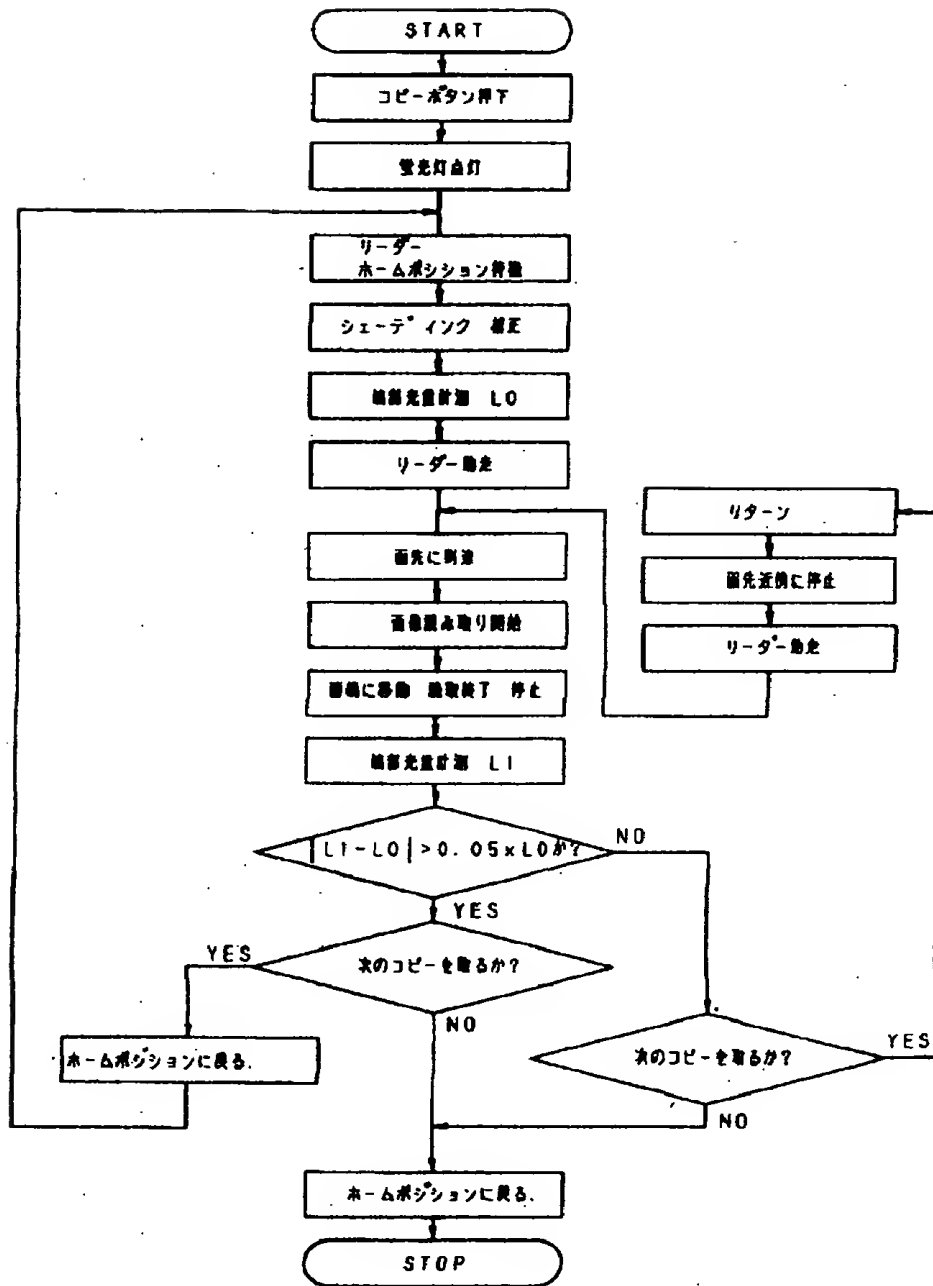 START
コピーボタン押下
蛍光灯点灯
リーダー
ホームポジション待機
シェーディング 補正
端部光量計測 L0
リーダー助走
面先に到達
画像読み取り開始
後端に移動 読取終了 停止
端部光量計測 L1
|L1-L0|>0.05×L0か?
NO
YES
次のコピーを取るか?
YES
NO
ホームポジションに戻る.
リターン
面先近傍に停止
リーダー助走
次のコピーを取るか?
YES
NO
ホームポジションに戻る.
STOP